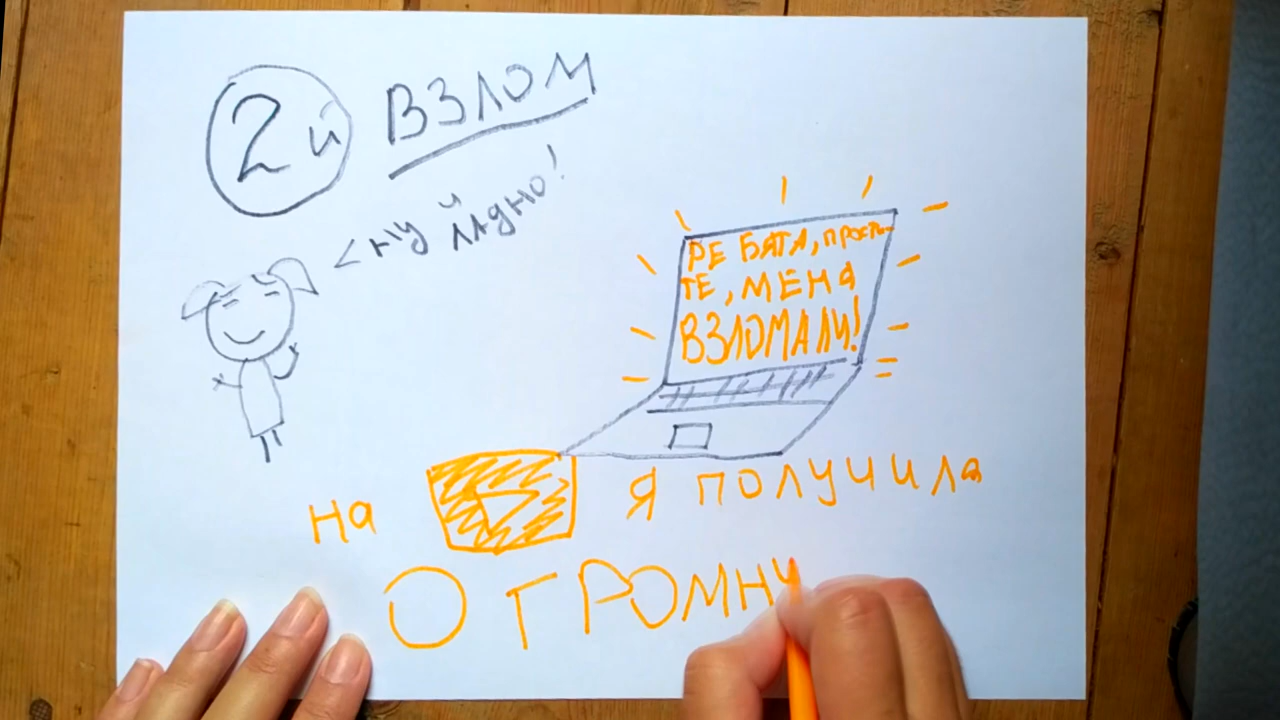 2й ВЗЛОМ
<ну й ладно!
РЕБЯТА, прости-
ТЕ, МЕНЯ
ВЗЛОМАЛИ!
на я получила
ОГРОМНУ